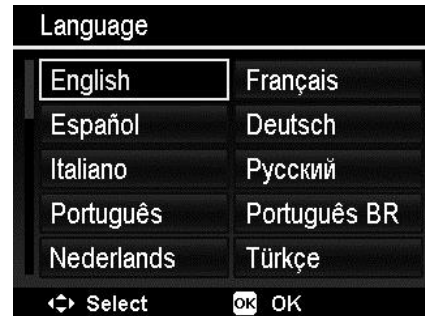 Language
English Français
Español Deutsch
Italiano Русский
Português Português BR
Nederlands Türkçe
Select OK OK